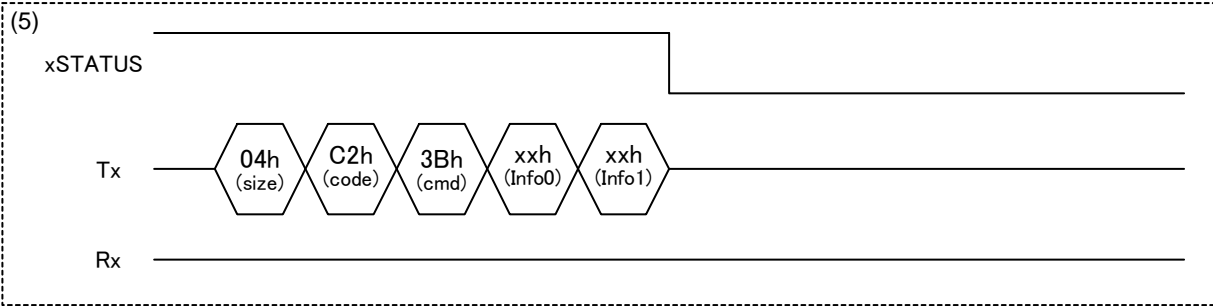 (5)
xSTATUS
Tx
04h
(size)
C2h
(code)
3Bh
(cmd)
xxh
(Info0)
xxh
(Info1)
Rx